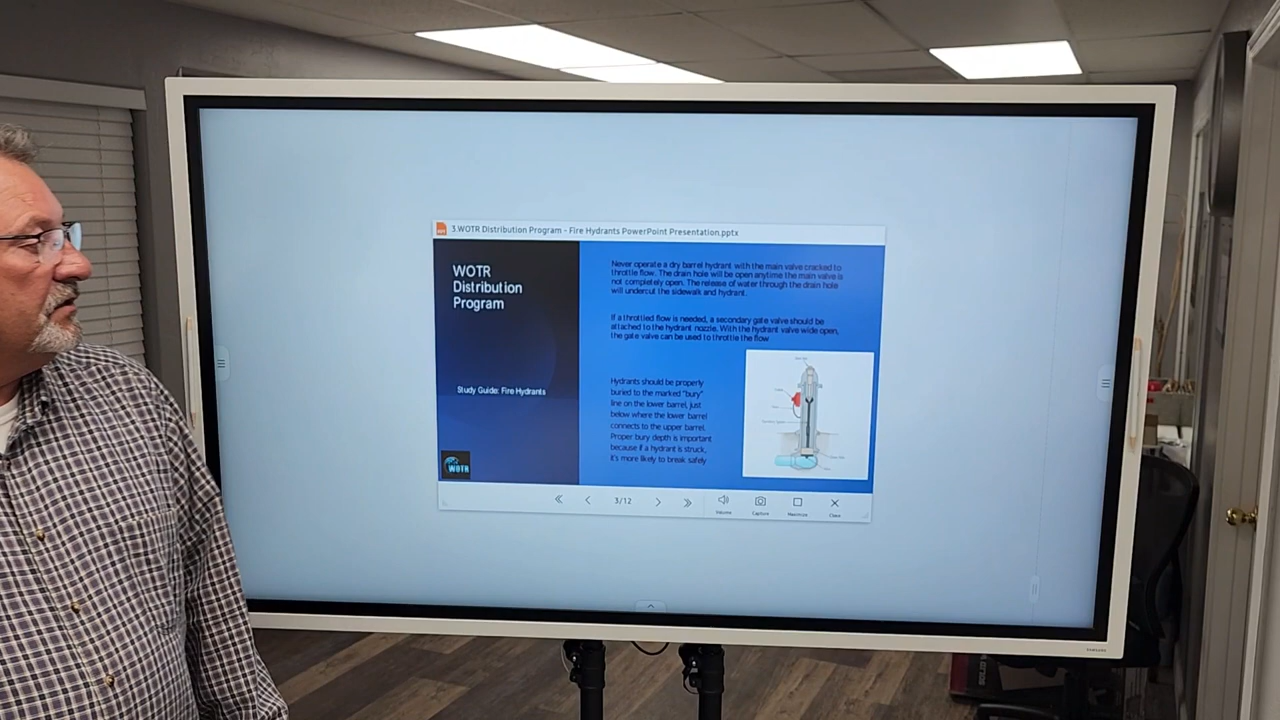 3.WOTR Distribution Program - Fire Hydrants PowerPoint Presentation.pptx
WOTR
Distribution
Program
Study Guide: Fire Hydrants
WOTR
Never operate a dry barrel hydrant with the main valve cracked to
throttle flow. The drain hole will be open anytime the main valve is
not completely open. The release of water through the drain hole
will undercut the sidewalk and hydrant.
If a throttled flow is needed, a secondary gate valve should be
attached to the hydrant nozzle. With the hydrant valve wide open,
the gate valve can be used to throttle the flow
Hydrants should be properly
buried to the marked "bury"
line on the lower barrel, just
below where the lower barrel
connects to the upper barrel.
Proper bury depth is important
because if a hydrant is struck,
it's more likely to break safely
3/12
Volume
Capture
Maximize
Close
SAMSUNG